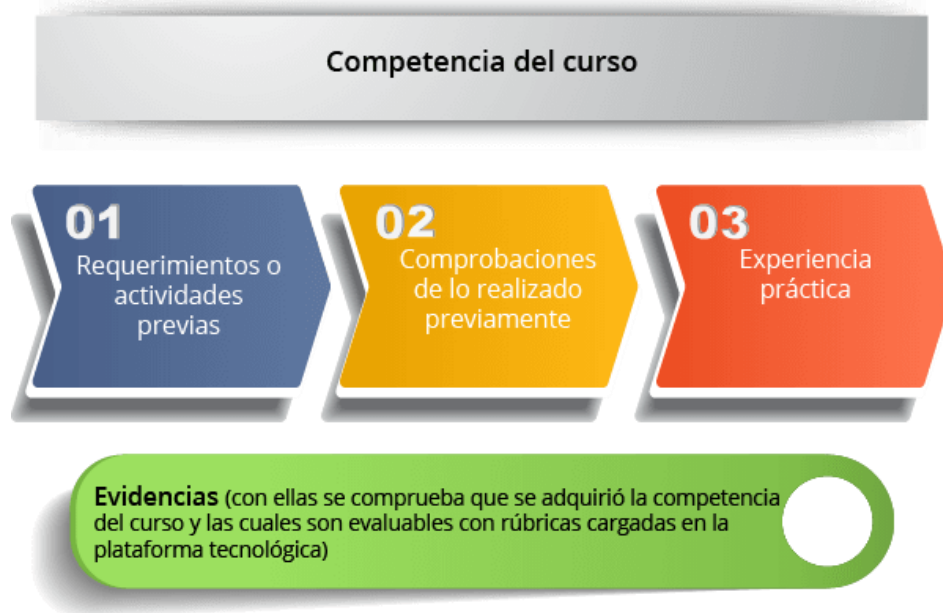 Competencia del curso
01
Requerimientos o
actividades
previas
02
Comprobaciones
de lo realizado
previamente
03
Experiencia
práctica
Evidencias (con ellas se comprueba que se adquirió la competencia
del curso y las cuales son evaluables con rúbricas cargadas en la
plataforma tecnológica)